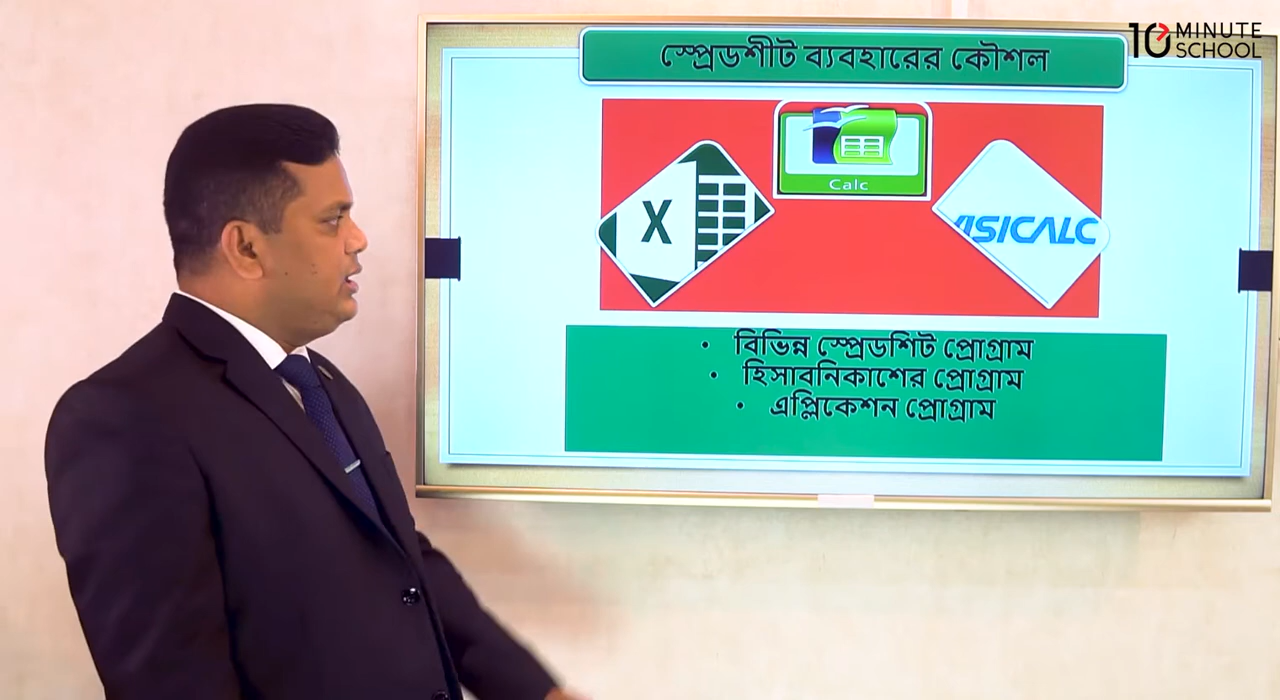 10 MINUTE
SCHOOL
স্প্রেডশীট ব্যবহারের কৌশল
Calc
X
VISICALC
• বিভিন্ন স্প্রেডশিট প্রোগ্রাম
• হিসাবনিকাশের প্রোগ্রাম
• এপ্লিকেশন প্রোগ্রাম